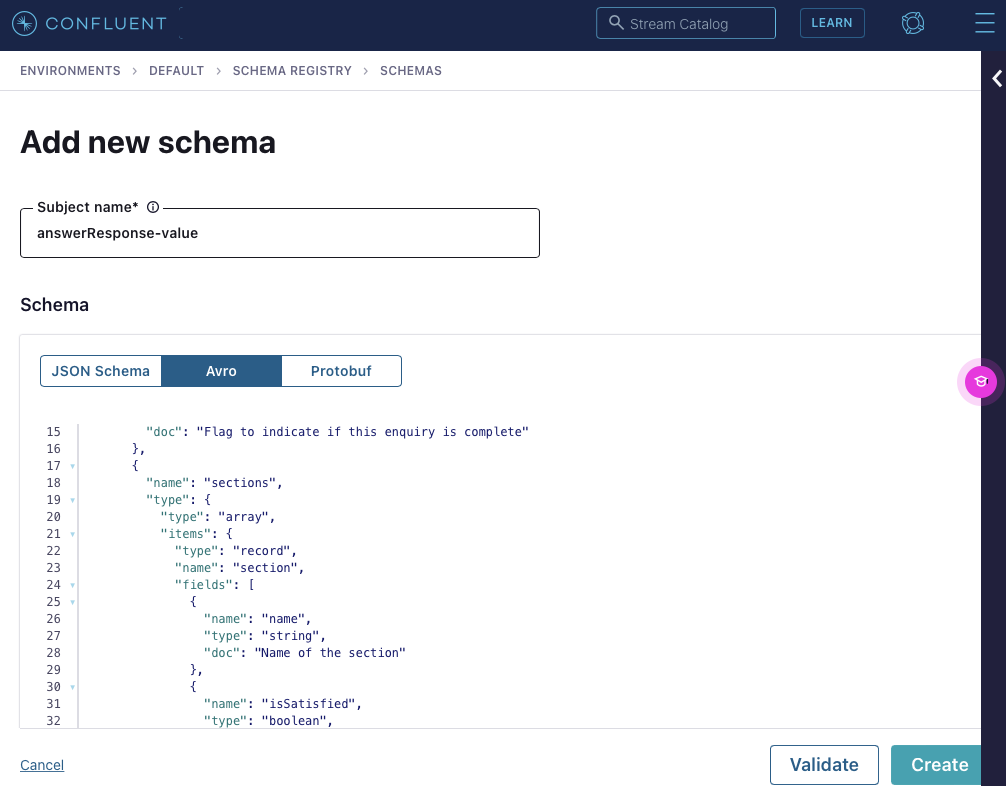 CONFLUENT
Stream Catalog
LEARN
ENVIRONMENTS > DEFAULT > SCHEMA REGISTRY > SCHEMAS
Add new schema
Subject name*
answerResponse-value
Schema
JSON Schema Avro Protobuf
15 "doc": "Flag to indicate if this enquiry is complete"
16 },
17 {
18 "name": "sections",
19 "type": {
20 "type": "array",
21 "items": {
22 "type": "record",
23 "name": "section",
24 "fields": [
25 {
26 "name": "name",
27 "type": "string",
28 "doc": "Name of the section"
29 },
30 {
31 "name": "isSatisfied",
32 "type": "boolean",
Cancel Validate Create